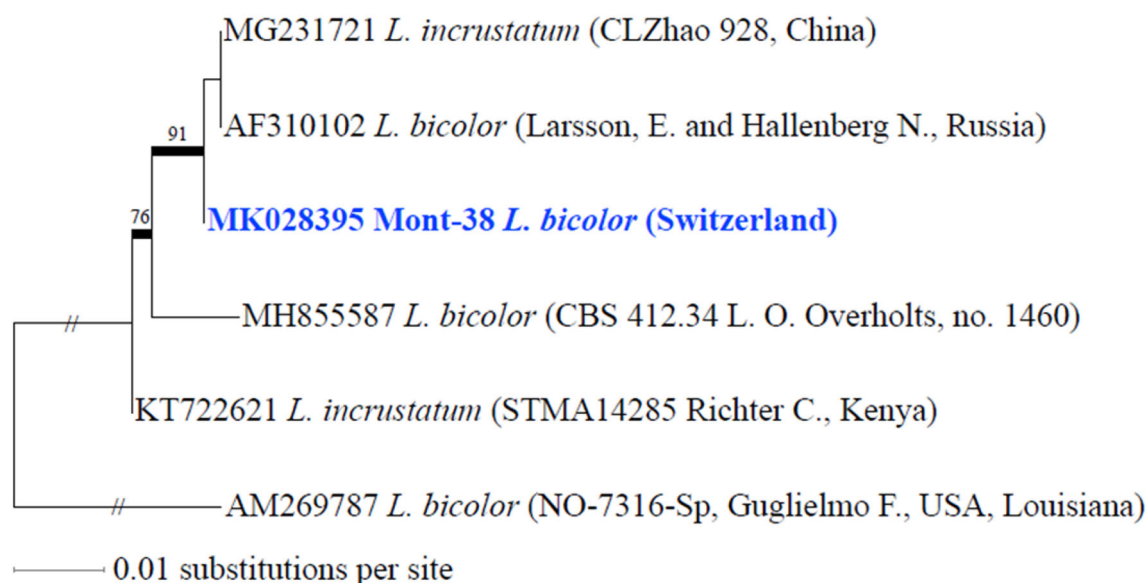 MG231721 L. incrustatum (CLZhao 928, China)
AF310102 L. bicolor (Larsson, E. and Hallenberg N., Russia)
91
MK028395 Mont-38 L. bicolor (Switzerland)
76
MH855587 L. bicolor (CBS 412.34 L. O. Overholts, no. 1460)
//
KT722621 L. incrustatum (STMA14285 Richter C., Kenya)
//
AM269787 L. bicolor (NO-7316-Sp, Guglielmo F., USA, Louisiana)
0.01 substitutions per site